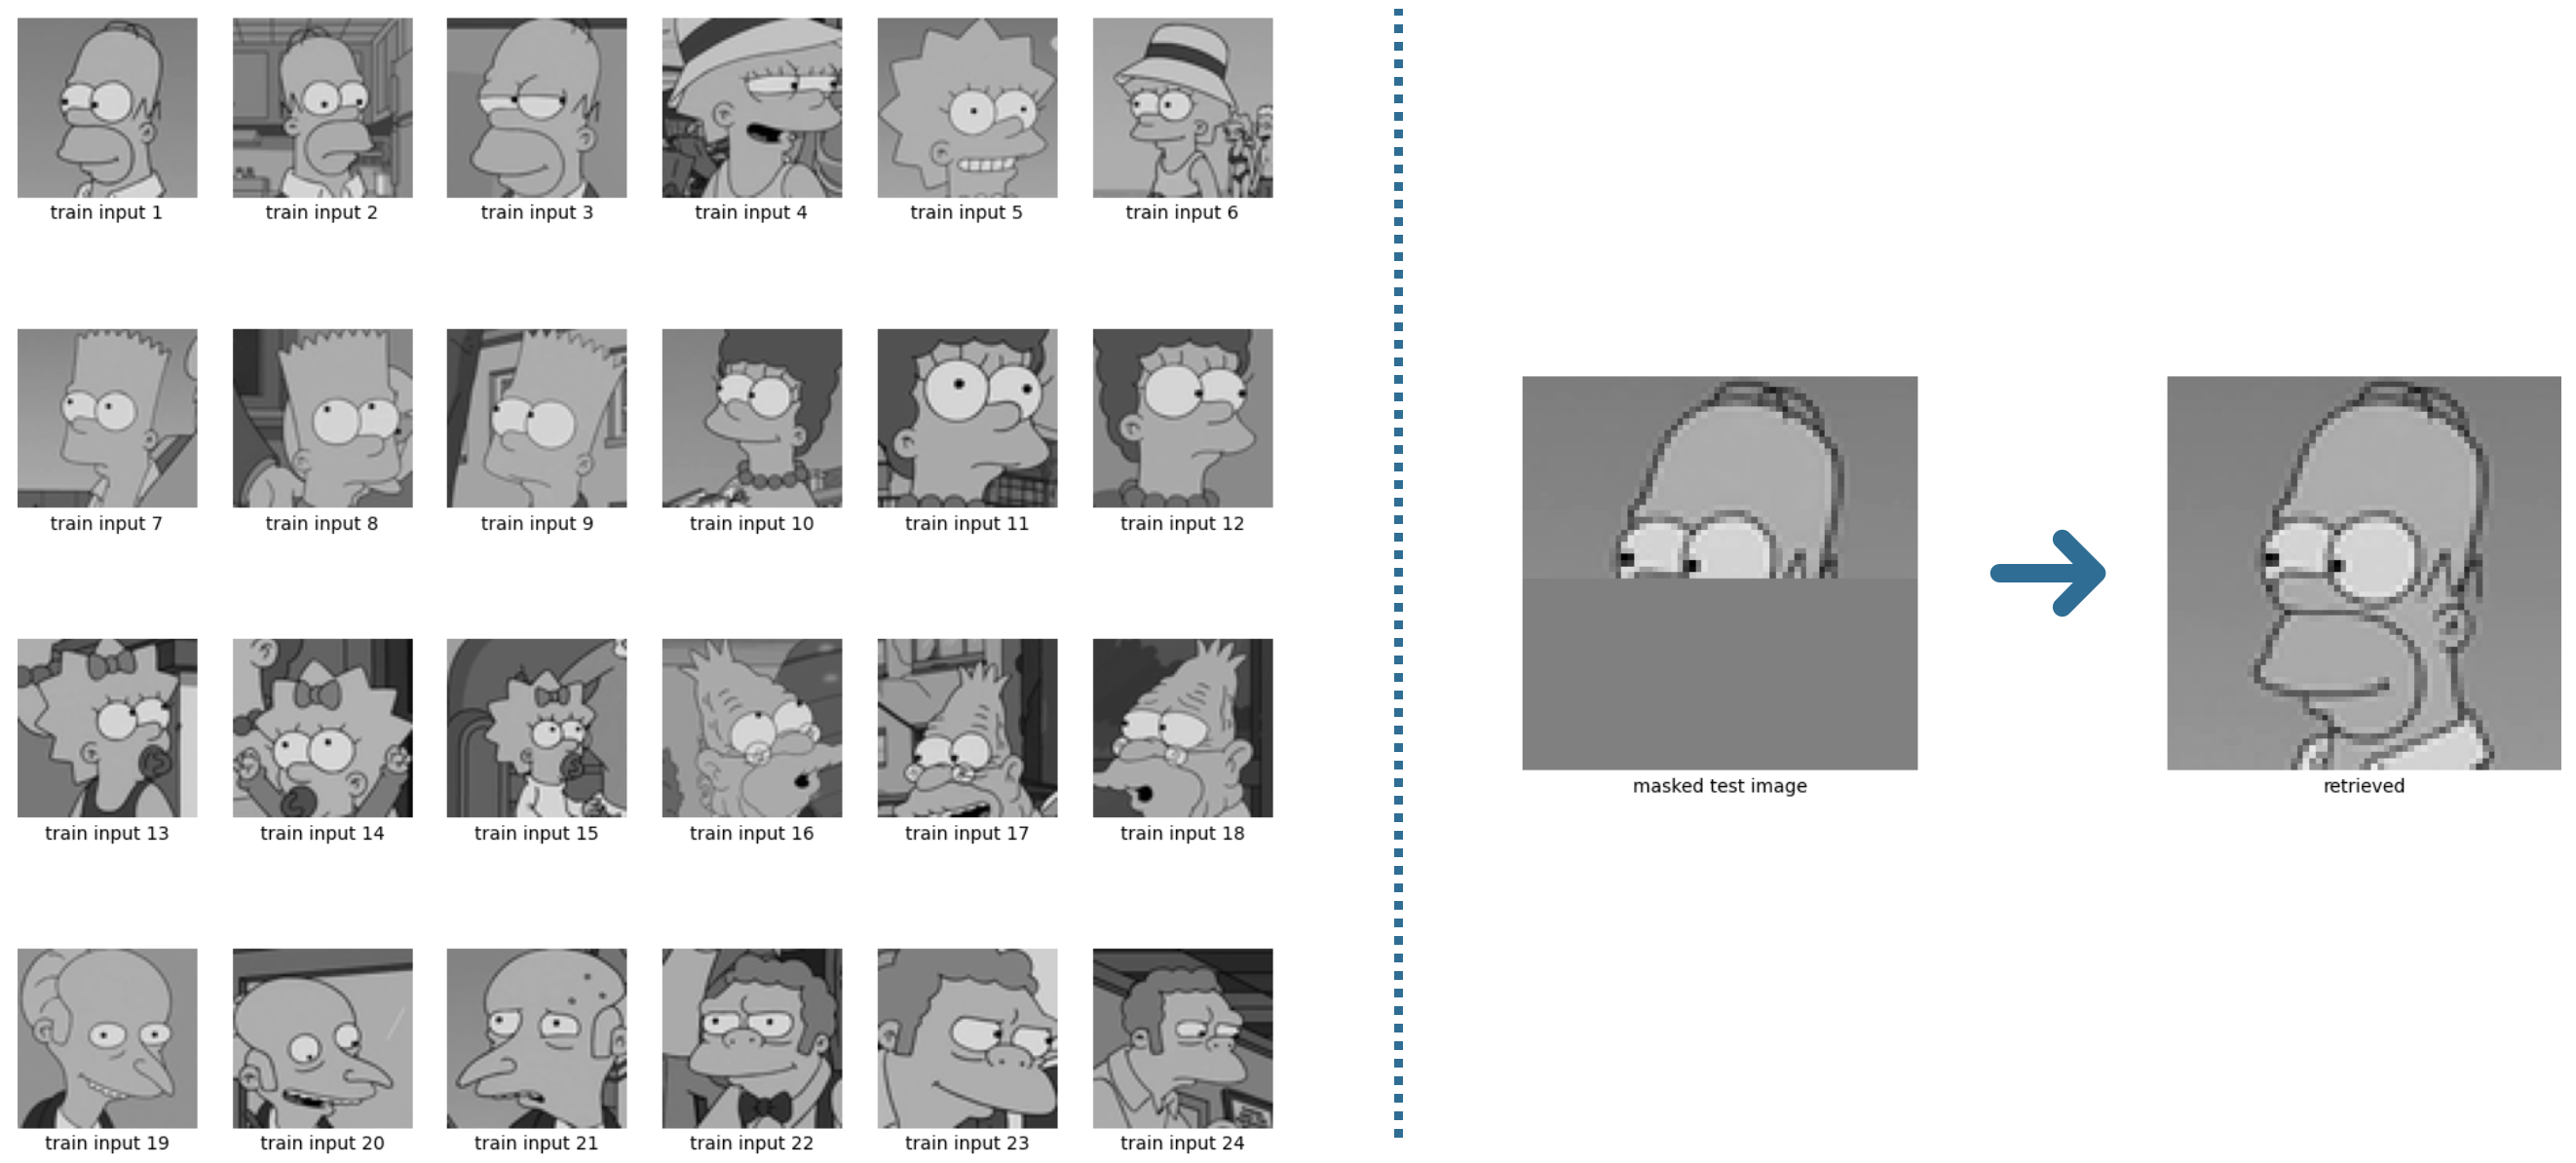 train input 1
train input 2
train input 3
train input 4
train input 5
train input 6
train input 7
train input 8
train input 9
train input 10
train input 11
train input 12
masked test image
retrieved
train input 13
train input 14
train input 15
train input 16
train input 17
train input 18
train input 19
train input 20
train input 21
train input 22
train input 23
train input 24